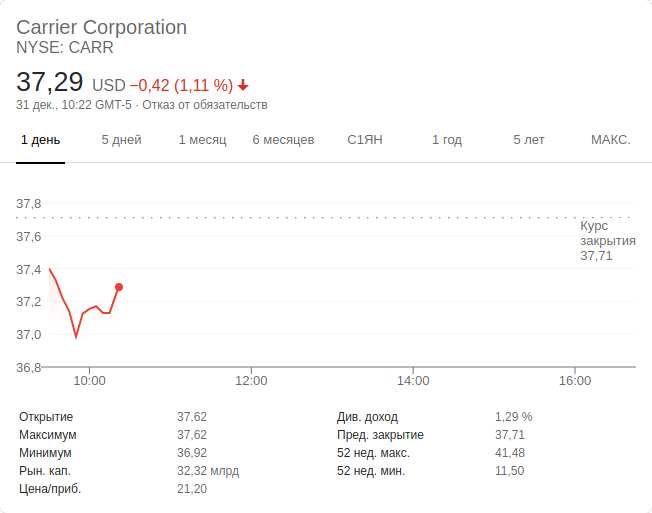 Carrier Corporation
NYSE: CARR
37,29 USD −0,42 (1,11 %)
31 дек., 10:22 GMT-5 · Отказ от обязательств
1 день 5 дней 1 месяц 6 месяцев С1ЯН 1 год 5 лет МАКС.
37,8
37,6
37,4
37,2
37,0
36,8
Курс
закрытия
37,71
10:00 12:00 14:00 16:00
Открытие 37,62 Див. доход 1,29 %
Максимум 37,62 Пред. закрытие 37,71
Минимум 36,92 52 нед. макс. 41,48
Рын. кап. 32,32 млрд 52 нед. мин. 11,50
Цена/приб. 21,20